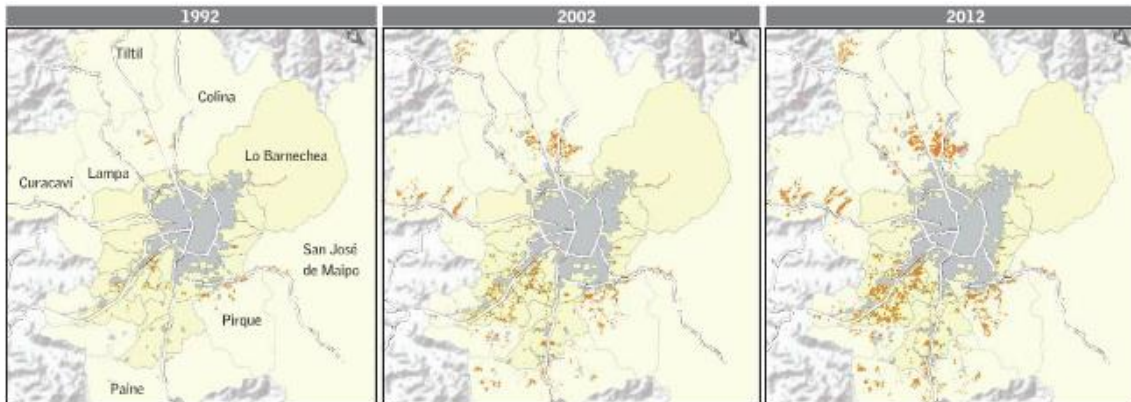 1992
2002
2012
Tiltil
Colina
Lo Barnechea
Lampa
Curacaví
San José
de Maipo
Pirque
Paine